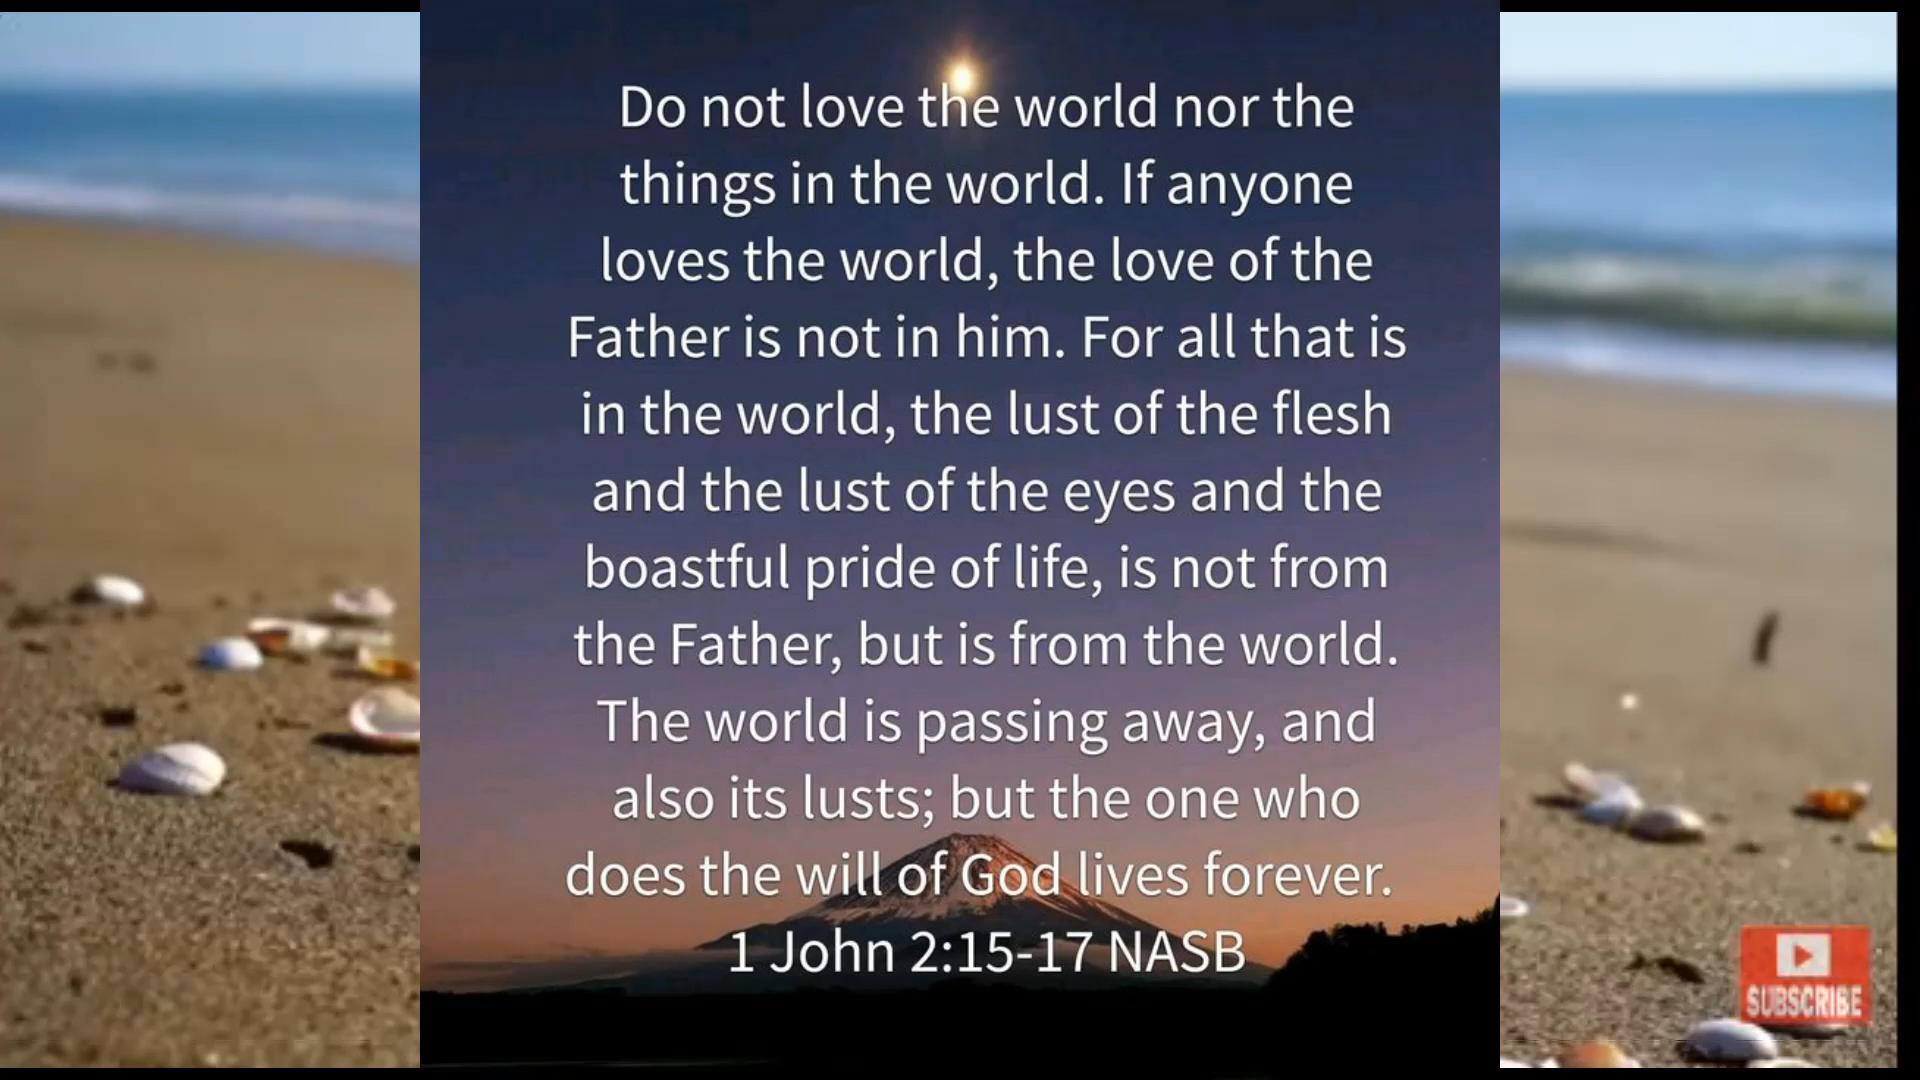 Do not love the world nor the
things in the world. If anyone
loves the world, the love of the
Father is not in him. For all that is
in the world, the lust of the flesh
and the lust of the eyes and the
boastful pride of life, is not from
the Father, but is from the world.
The world is passing away, and
also its lusts; but the one who
does the will of God lives forever.
1 John 2:15-17 NASB
SUBSCRIBE